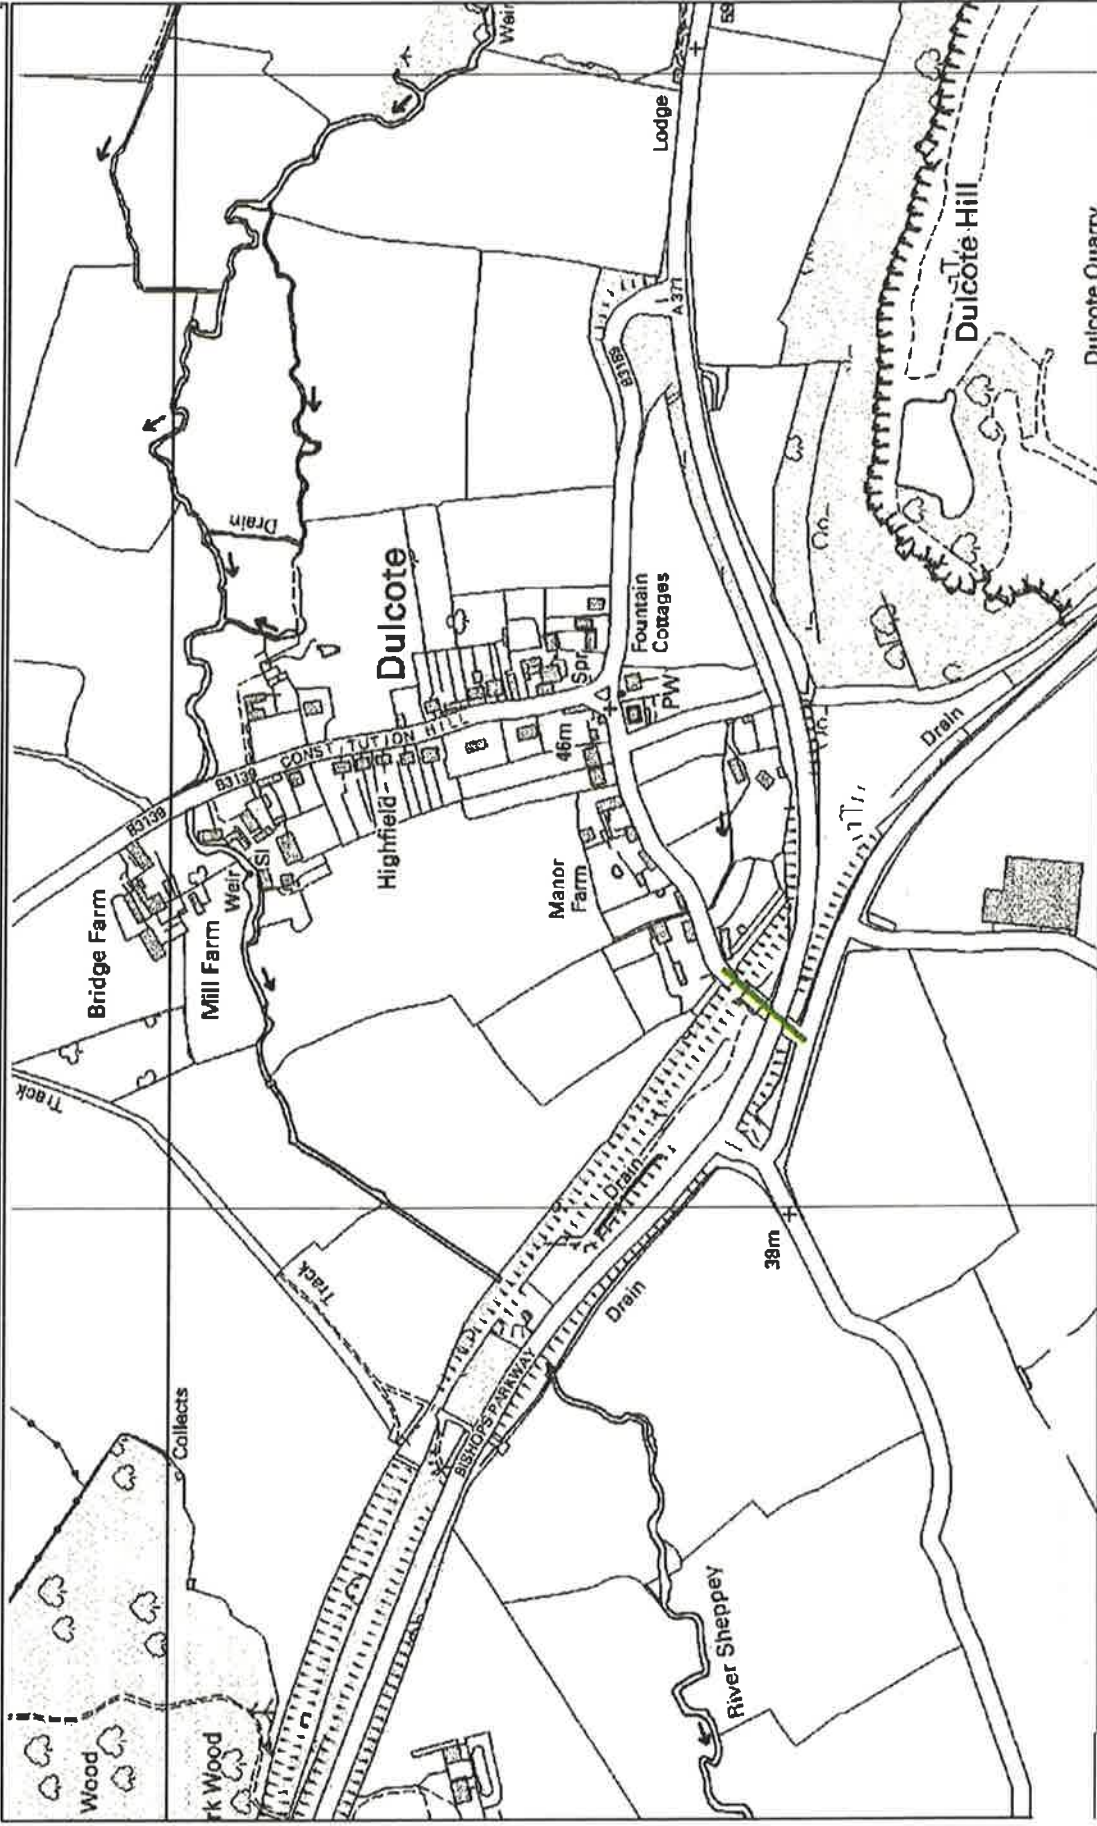 Wood
rk Wood
Collects
Track
Track
Bridge Farm
Mill Farm
Weir
Sl
B3139
B3139
CONSTITUTION HILL
Highfield
Dulcote
Drain
Weir
Manor
Farm
46m
Spr
PW
Fountain
Cottages
B3139
A371
Lodge
59
Dulcote Hill
Dulcote Quarry
Drain
Drain
Drain
BISHOPS PARKWAY
38m
River Sheppey